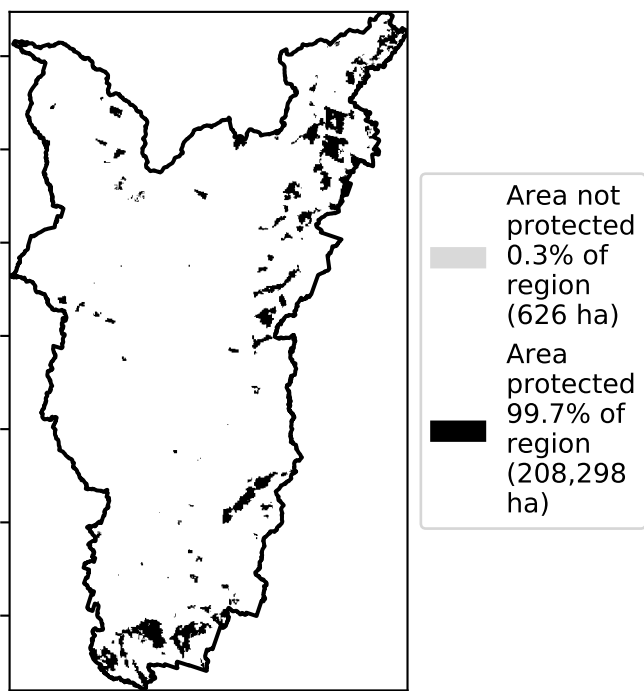 Area not
protected
0.3% of
region
(626 ha)
Area
protected
99.7% of
region
(208,298
ha)